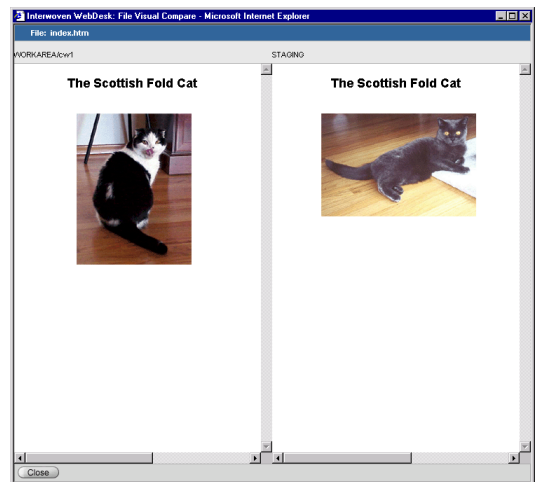 Interwoven WebDesk: File Visual Compare - Microsoft Internet Explorer
File: index.htm
WORKAREA/cw1
STAGING
The Scottish Fold Cat
The Scottish Fold Cat
Close